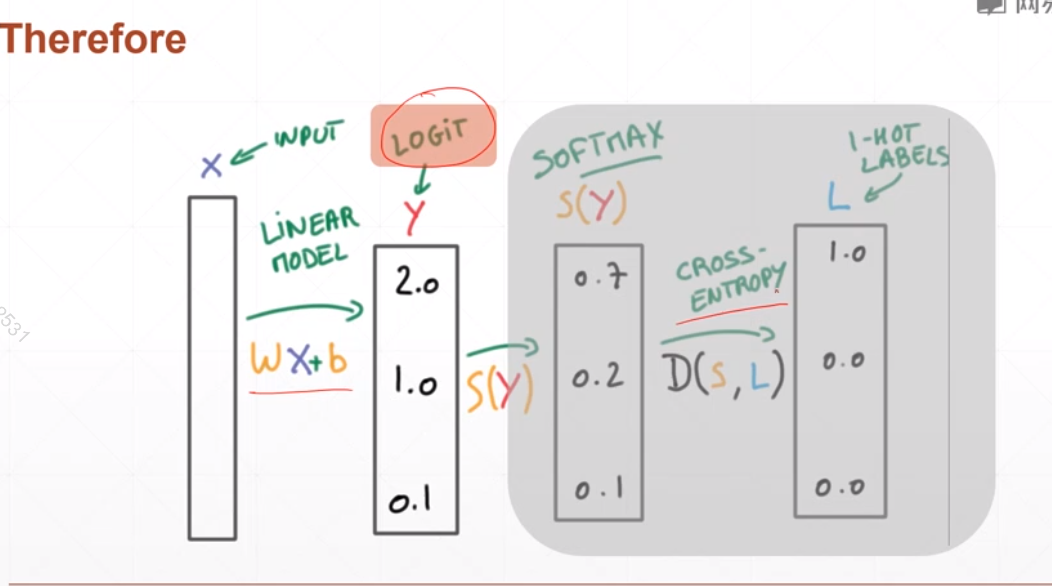 Therefore
X
INPUT
LINEAR
MODEL
WX+b
LOGIT
Y
2.0
1.0
0.1
S(Y)
SOFTMAX
S(Y)
0.7
0.2
0.1
CROSS-
ENTROPY
D(S,L)
1-HOT
LABELS
L
1.0
0.0
0.0